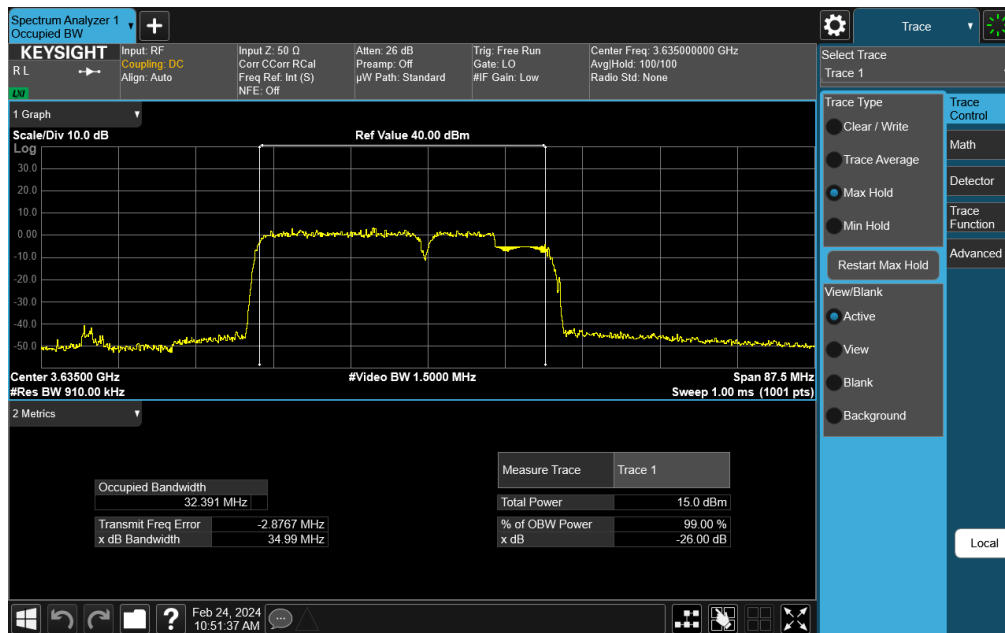 Spectrum Analyzer 1
Occupied BW
Trace
KEYSIGHT
R L
LXI
Input: RF
Coupling: DC
Align: Auto
Input Z: 50 Ω
Corr CCorr RCal
Freq Ref: Int (S)
NFE: Off
Atten: 26 dB
Preamp: Off
µW Path: Standard
Trig: Free Run
Gate: LO
#IF Gain: Low
Center Freq: 3.635000000 GHz
Avg|Hold: 100/100
Radio Std: None
Select Trace
Trace 1
1 Graph
Scale/Div 10.0 dB
Ref Value 40.00 dBm
Log
30.0
20.0
10.0
0.00
-10.0
-20.0
-30.0
-40.0
-50.0
Center 3.63500 GHz
#Video BW 1.5000 MHz
Span 87.5 MHz
#Res BW 910.00 kHz
Sweep 1.00 ms (1001 pts)
Trace Type
Clear / Write
Trace Average
Max Hold
Min Hold
Restart Max Hold
View/Blank
Active
View
Blank
Background
Trace
Control
Math
Detector
Trace
Function
Advanced
2 Metrics
Occupied Bandwidth
32.391 MHz
Transmit Freq Error -2.8767 MHz
x dB Bandwidth 34.99 MHz
Measure Trace Trace 1
Total Power 15.0 dBm
% of OBW Power 99.00 %
x dB -26.00 dB
Local
?
Feb 24, 2024
10:51:37 AM